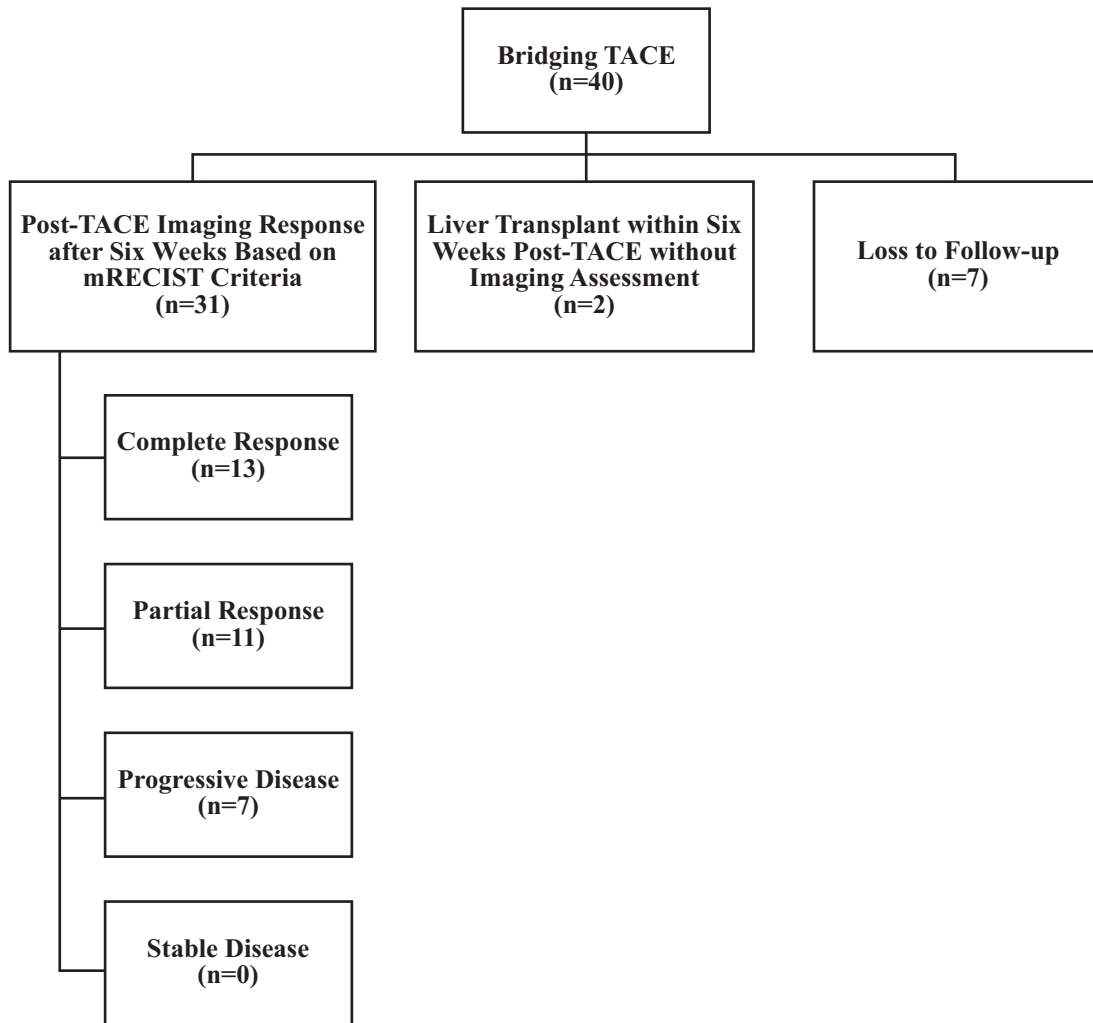 Bridging TACE
(n=40)
Post-TACE Imaging Response
after Six Weeks Based on
mRECIST Criteria
(n=31)
Liver Transplant within Six
Weeks Post-TACE without
Imaging Assessment
(n=2)
Loss to Follow-up
(n=7)
Complete Response
(n=13)
Partial Response
(n=11)
Progressive Disease
(n=7)
Stable Disease
(n=0)